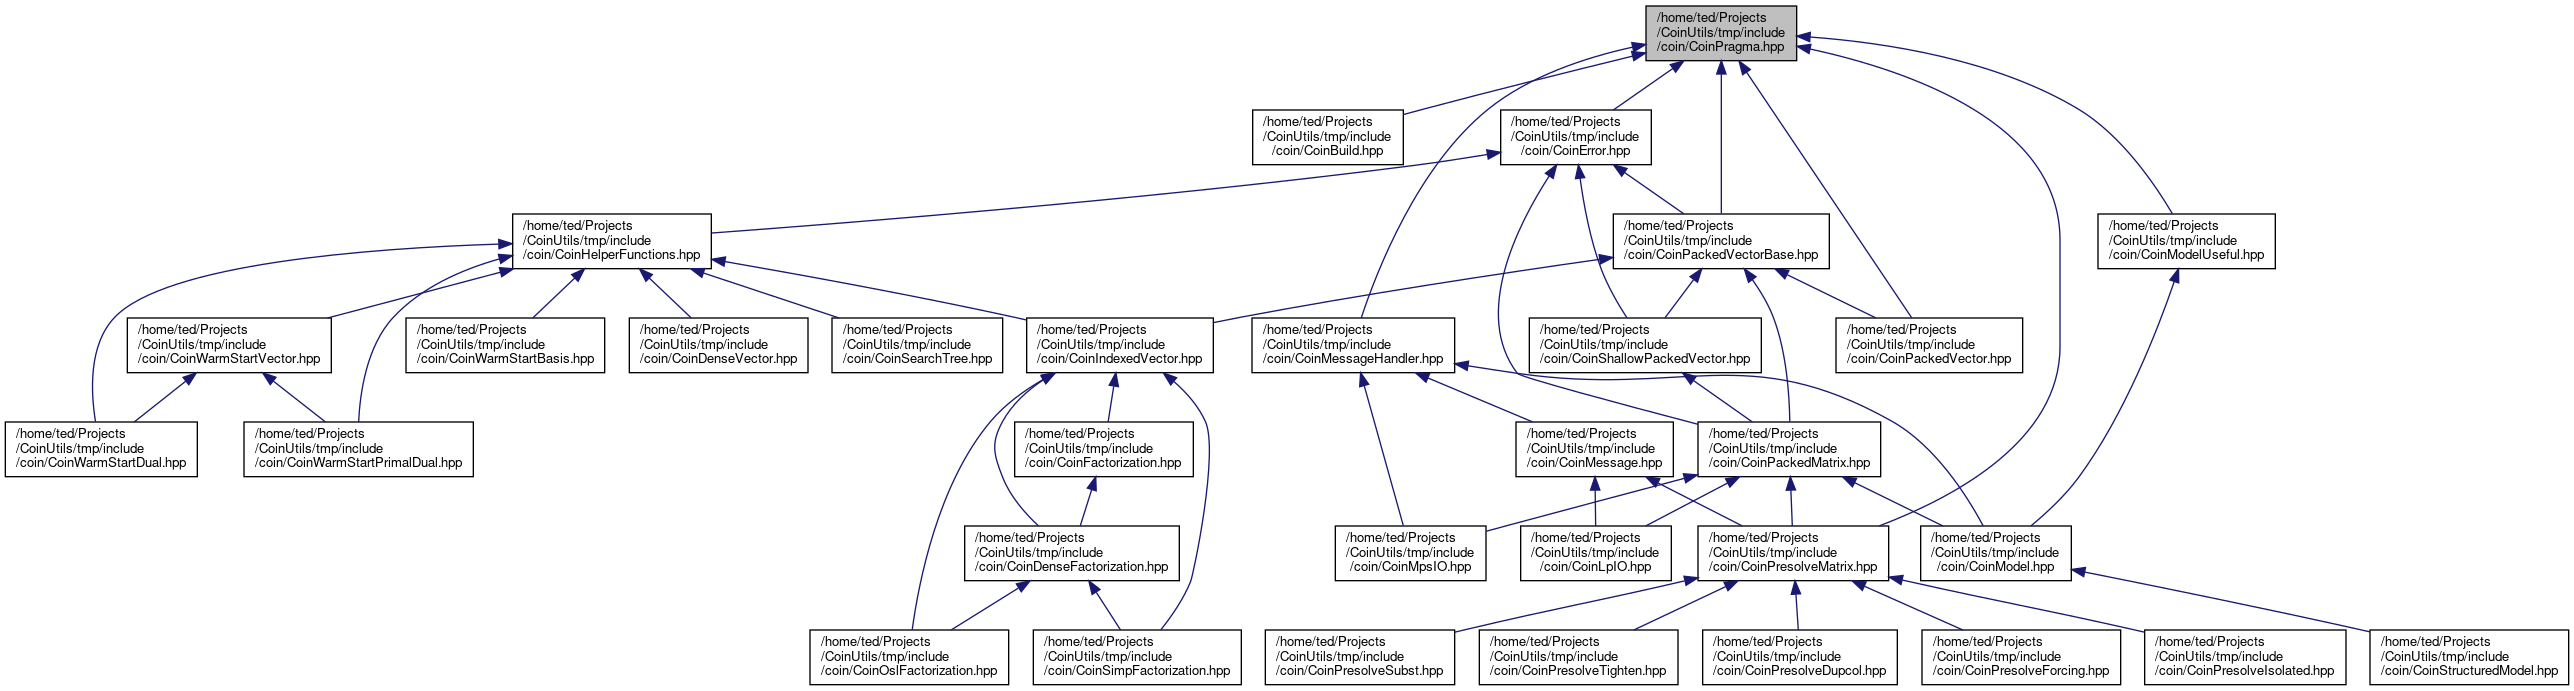 /home/ted/Projects
/CoinUtils/tmp/include
/coin/CoinPragma.hpp
/home/ted/Projects
/CoinUtils/tmp/include
/coin/CoinBuild.hpp
/home/ted/Projects
/CoinUtils/tmp/include
/coin/CoinError.hpp
/home/ted/Projects
/CoinUtils/tmp/include
/coin/CoinHelperFunctions.hpp
/home/ted/Projects
/CoinUtils/tmp/include
/coin/CoinPackedVectorBase.hpp
/home/ted/Projects
/CoinUtils/tmp/include
/coin/CoinModelUseful.hpp
/home/ted/Projects
/CoinUtils/tmp/include
/coin/CoinWarmStartVector.hpp
/home/ted/Projects
/CoinUtils/tmp/include
/coin/CoinWarmStartBasis.hpp
/home/ted/Projects
/CoinUtils/tmp/include
/coin/CoinDenseVector.hpp
/home/ted/Projects
/CoinUtils/tmp/include
/coin/CoinSearchTree.hpp
/home/ted/Projects
/CoinUtils/tmp/include
/coin/CoinIndexedVector.hpp
/home/ted/Projects
/CoinUtils/tmp/include
/coin/CoinMessageHandler.hpp
/home/ted/Projects
/CoinUtils/tmp/include
/coin/CoinShallowPackedVector.hpp
/home/ted/Projects
/CoinUtils/tmp/include
/coin/CoinPackedVector.hpp
/home/ted/Projects
/CoinUtils/tmp/include
/coin/CoinWarmStartDual.hpp
/home/ted/Projects
/CoinUtils/tmp/include
/coin/CoinWarmStartPrimalDual.hpp
/home/ted/Projects
/CoinUtils/tmp/include
/coin/CoinFactorization.hpp
/home/ted/Projects
/CoinUtils/tmp/include
/coin/CoinMessage.hpp
/home/ted/Projects
/CoinUtils/tmp/include
/coin/CoinPackedMatrix.hpp
/home/ted/Projects
/CoinUtils/tmp/include
/coin/CoinDenseFactorization.hpp
/home/ted/Projects
/CoinUtils/tmp/include
/coin/CoinMpsIO.hpp
/home/ted/Projects
/CoinUtils/tmp/include
/coin/CoinLpIO.hpp
/home/ted/Projects
/CoinUtils/tmp/include
/coin/CoinPresolveMatrix.hpp
/home/ted/Projects
/CoinUtils/tmp/include
/coin/CoinModel.hpp
/home/ted/Projects
/CoinUtils/tmp/include
/coin/CoinOslFactorization.hpp
/home/ted/Projects
/CoinUtils/tmp/include
/coin/CoinSimpFactorization.hpp
/home/ted/Projects
/CoinUtils/tmp/include
/coin/CoinPresolveSubst.hpp
/home/ted/Projects
/CoinUtils/tmp/include
/coin/CoinPresolveTighten.hpp
/home/ted/Projects
/CoinUtils/tmp/include
/coin/CoinPresolveDupcol.hpp
/home/ted/Projects
/CoinUtils/tmp/include
/coin/CoinPresolveForcing.hpp
/home/ted/Projects
/CoinUtils/tmp/include
/coin/CoinPresolveIsolated.hpp
/home/ted/Projects
/CoinUtils/tmp/include
/coin/CoinStructuredModel.hpp